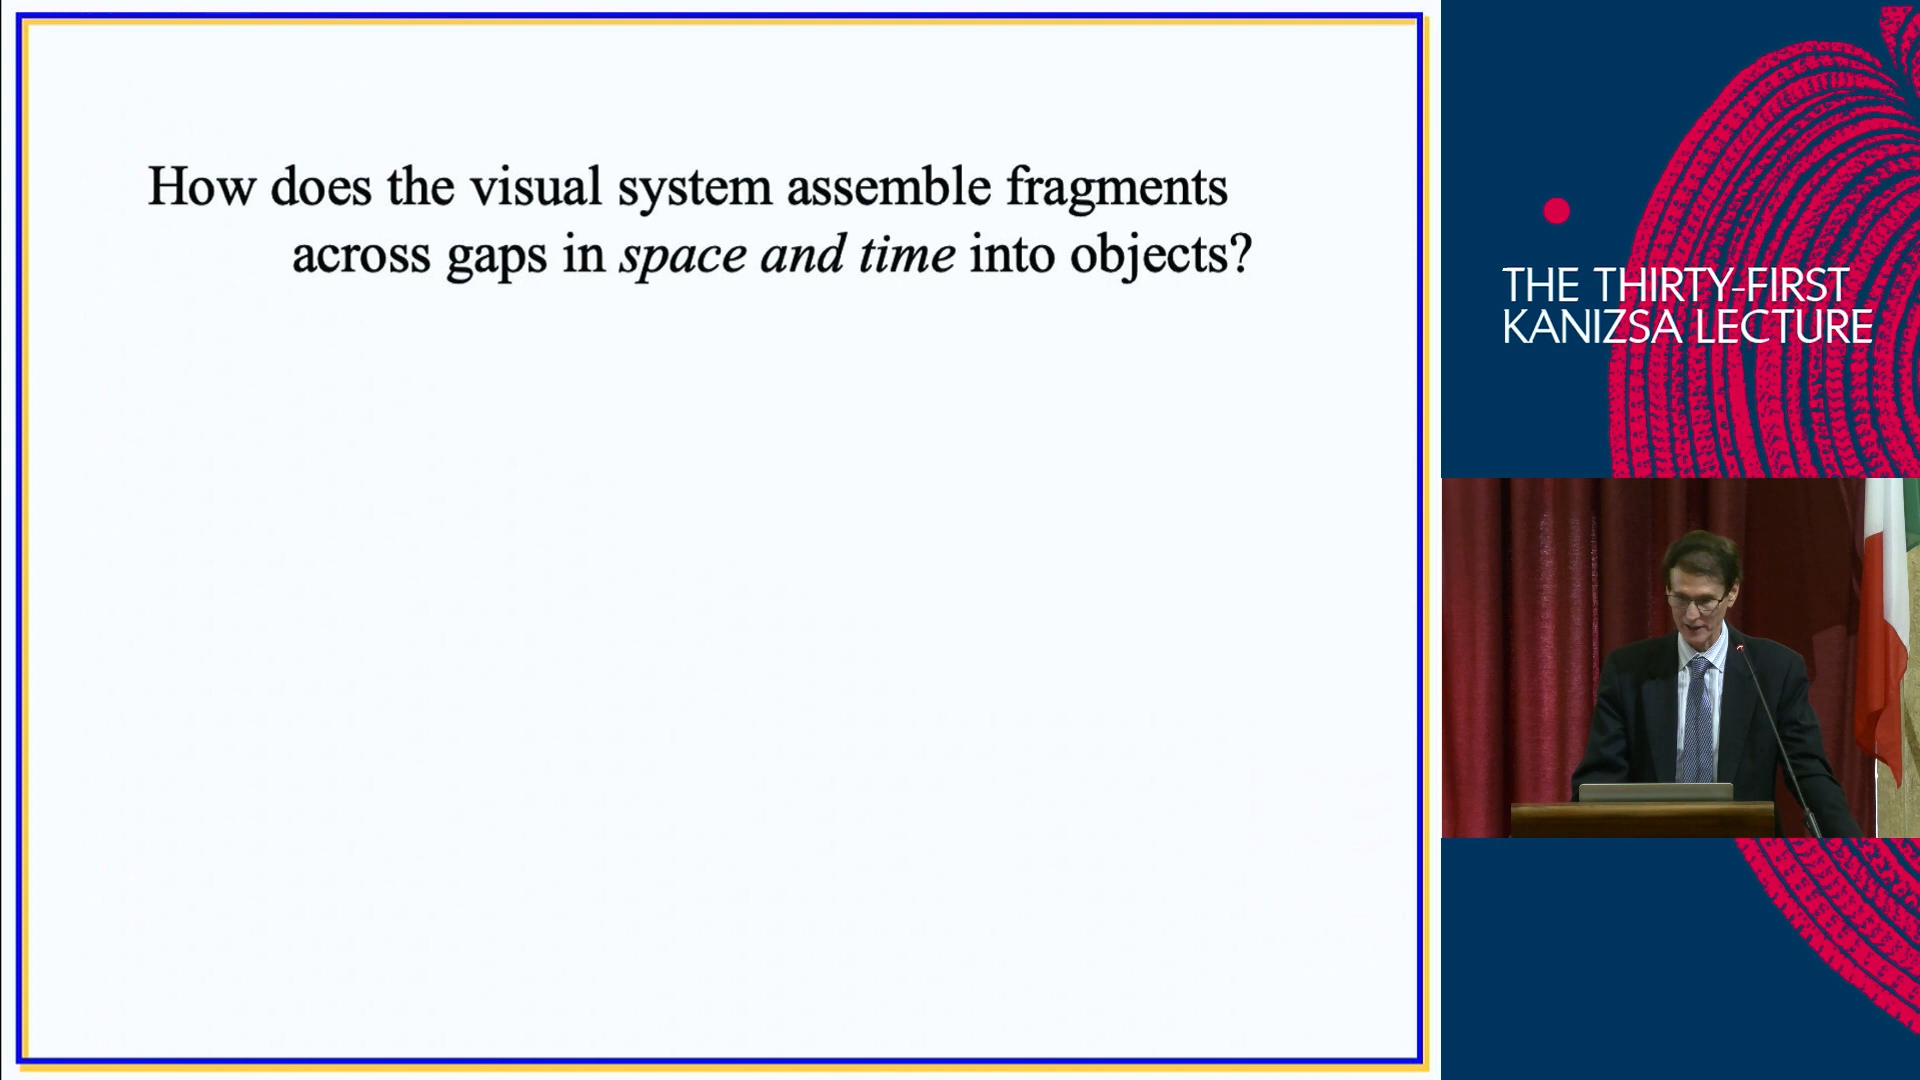 How does the visual system assemble fragments
across gaps in space and time into objects?
THE THIRTY-FIRST
KANIZSA LECTURE